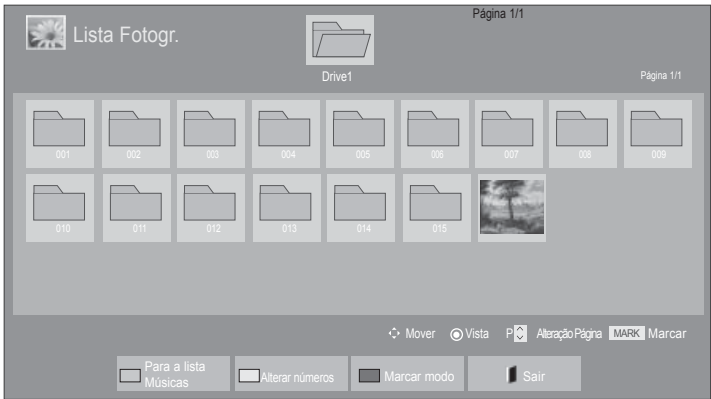 Página 1/1
Lista Fotogr.
Drive1
Página 1/1
001 002 003 004 005 006 007 008 009
010 011 012 013 014 015
Mover Vista P Alteração Página MARK Marcar
Para a lista
Músicas
Alterar números
Marcar modo
Sair